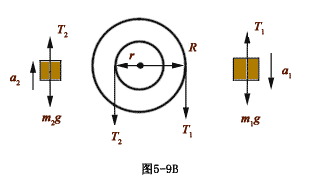 T₂
T₁
R
r
a₂
a₁
m₂g
T₂
T₁
m₁g
图5-9B